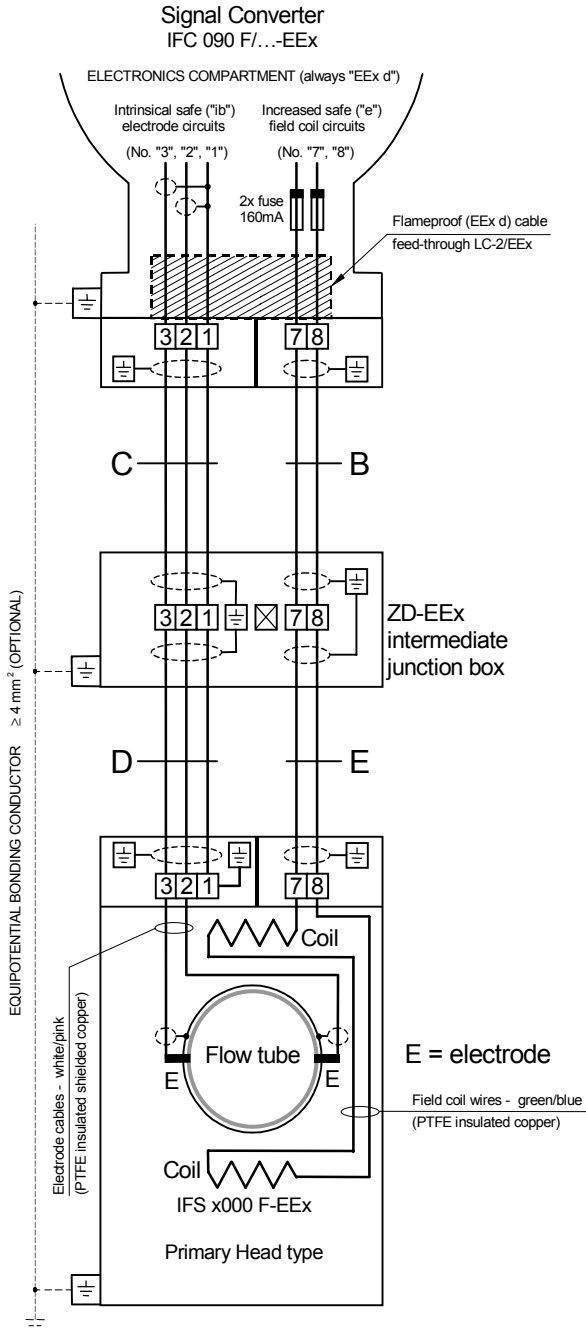 Signal Converter
IFC 090 F/...-EEx
ELECTRONICS COMPARTMENT (always "EEx d")
Intrinsical safe ("ib")
electrode circuits
(No. "3", "2", "1")
Increased safe ("e")
field coil circuits
(No. "7", "8")
2x fuse
160mA
Flameproof (EEx d) cable
feed-through LC-2/EEx
3 2 1
7 8
C
B
3 2 1
7 8
ZD-EEx
intermediate
junction box
EQUIPOTENTIAL BONDING CONDUCTOR ≥ 4 mm² (OPTIONAL)
D
E
3 2 1
7 8
Coil
Flow tube
E
E
E = electrode
Electrode cables - white/pink
(PTFE insulated shielded copper)
Field coil wires - green/blue
(PTFE insulated copper)
Coil
IFS x000 F-EEx
Primary Head type